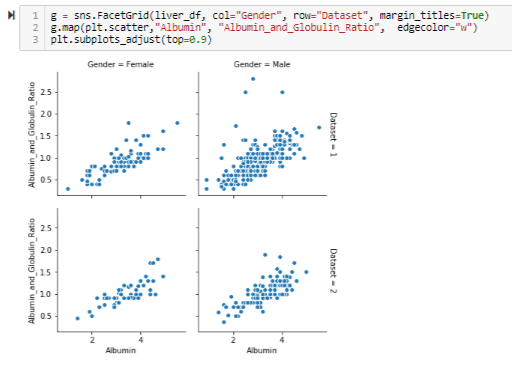 1 g = sns.FacetGrid(liver_df, col="Gender", row="Dataset", margin_titles=True)
2 g.map(plt.scatter,"Albumin", "Albumin_and_Globulin_Ratio", edgecolor="w")
3 plt.subplots_adjust(top=0.9)
Gender = Female
Gender = Male
Albumin_and_Globulin_Ratio
2.5
2.0
1.5
1.0
0.5
Dataset = 1
Albumin_and_Globulin_Ratio
2.5
2.0
1.5
1.0
0.5
Dataset = 2
2 4
2 4
Albumin
Albumin